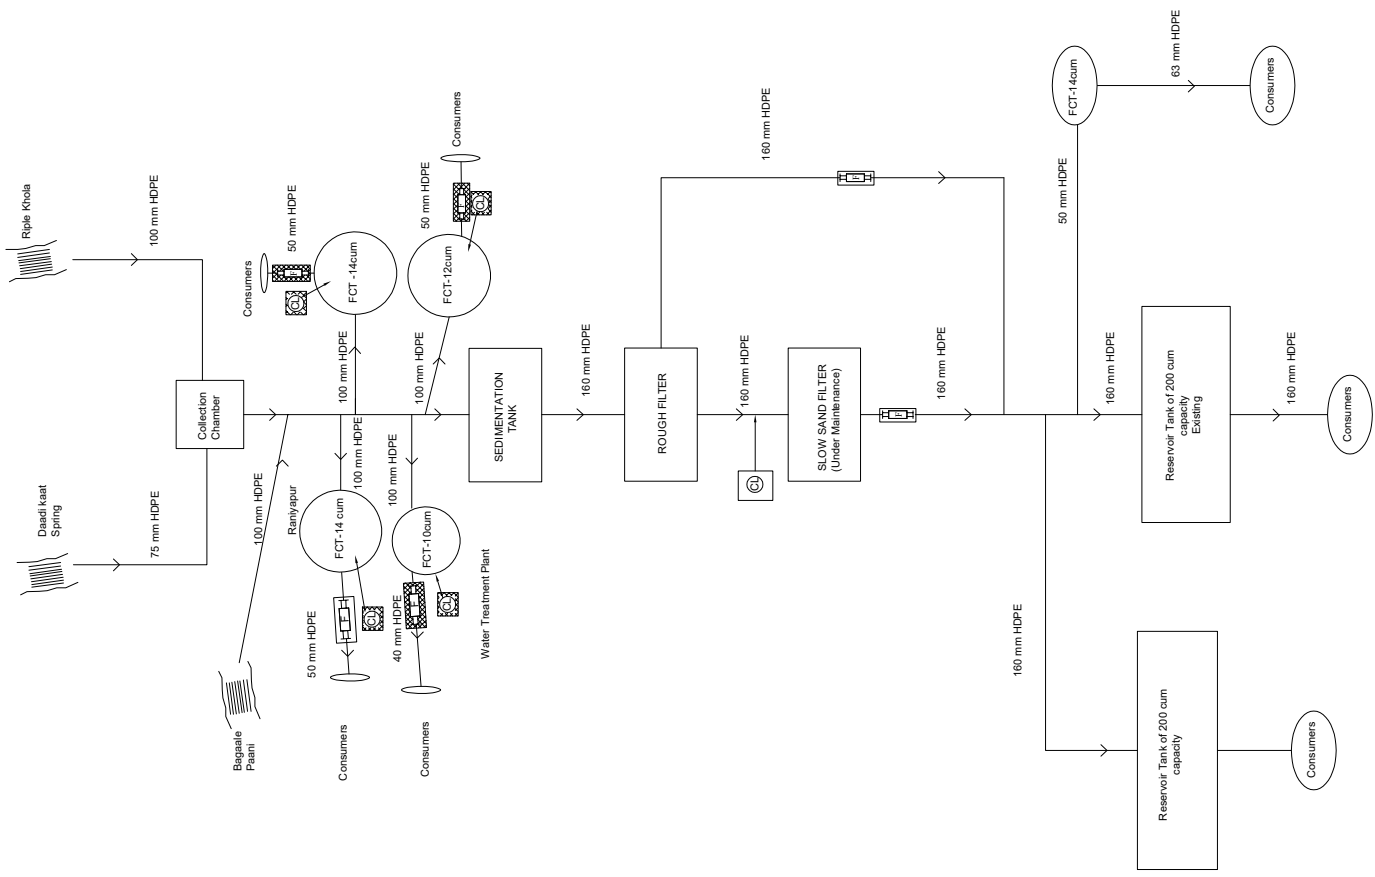 Riple Khola
100 mm HDPE
Daadi kaat
Spring
75 mm HDPE
Collection
Chamber
Bagaale
Paani
100 mm HDPE
Consumers
50 mm HDPE
F
CL
FCT -14cum
100 mm HDPE
Consumers
50 mm HDPE
F
CL
FCT-12cum
100 mm HDPE
Raniyapur
100 mm HDPE
FCT-14 cum
F
CL
50 mm HDPE
Consumers
100 mm HDPE
FCT-10cum
F
CL
40 mm HDPE
Consumers
Water Treatment Plant
SEDIMENTATION
TANK
160 mm HDPE
ROUGH FILTER
160 mm HDPE
F
160 mm HDPE
CL
SLOW SAND FILTER
(Under Maintenance)
F
160 mm HDPE
50 mm HDPE
FCT-14cum
63 mm HDPE
Consumers
160 mm HDPE
Reservoir Tank of 200 cum
capacity
Existing
160 mm HDPE
Consumers
160 mm HDPE
Reservoir Tank of 200 cum
capacity
Consumers